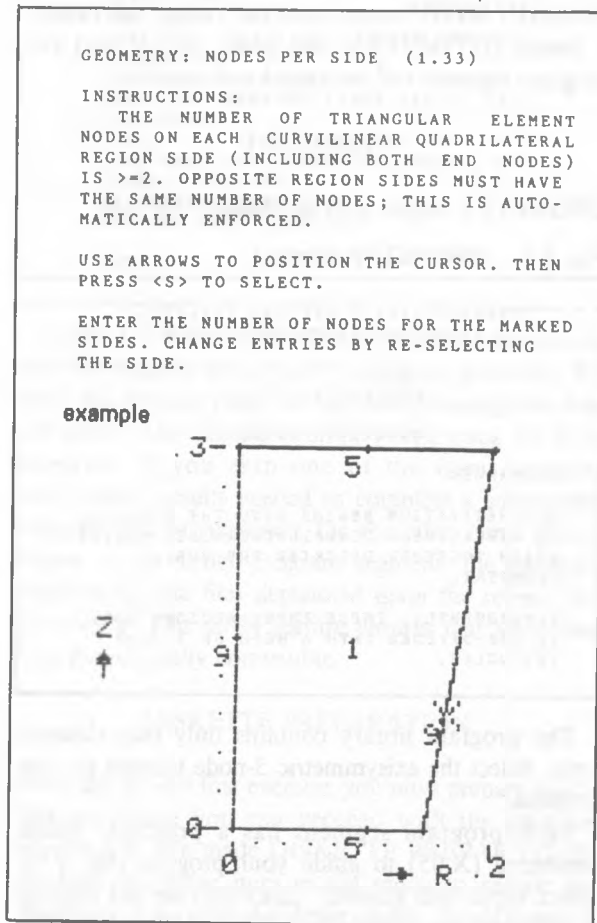 GEOMETRY: NODES PER SIDE (1.33)
INSTRUCTIONS:
THE NUMBER OF TRIANGULAR ELEMENT
NODES ON EACH CURVILINEAR QUADRILATERAL
REGION SIDE (INCLUDING BOTH END NODES)
IS >=2. OPPOSITE REGION SIDES MUST HAVE
THE SAME NUMBER OF NODES; THIS IS AUTO-
MATICALLY ENFORCED.
USE ARROWS TO POSITION THE CURSOR. THEN
PRESS <S> TO SELECT.
ENTER THE NUMBER OF NODES FOR THE MARKED
SIDES. CHANGE ENTRIES BY RE-SELECTING
THE SIDE.
example
3
5
Z
9
1
9
0
5
0
R
2